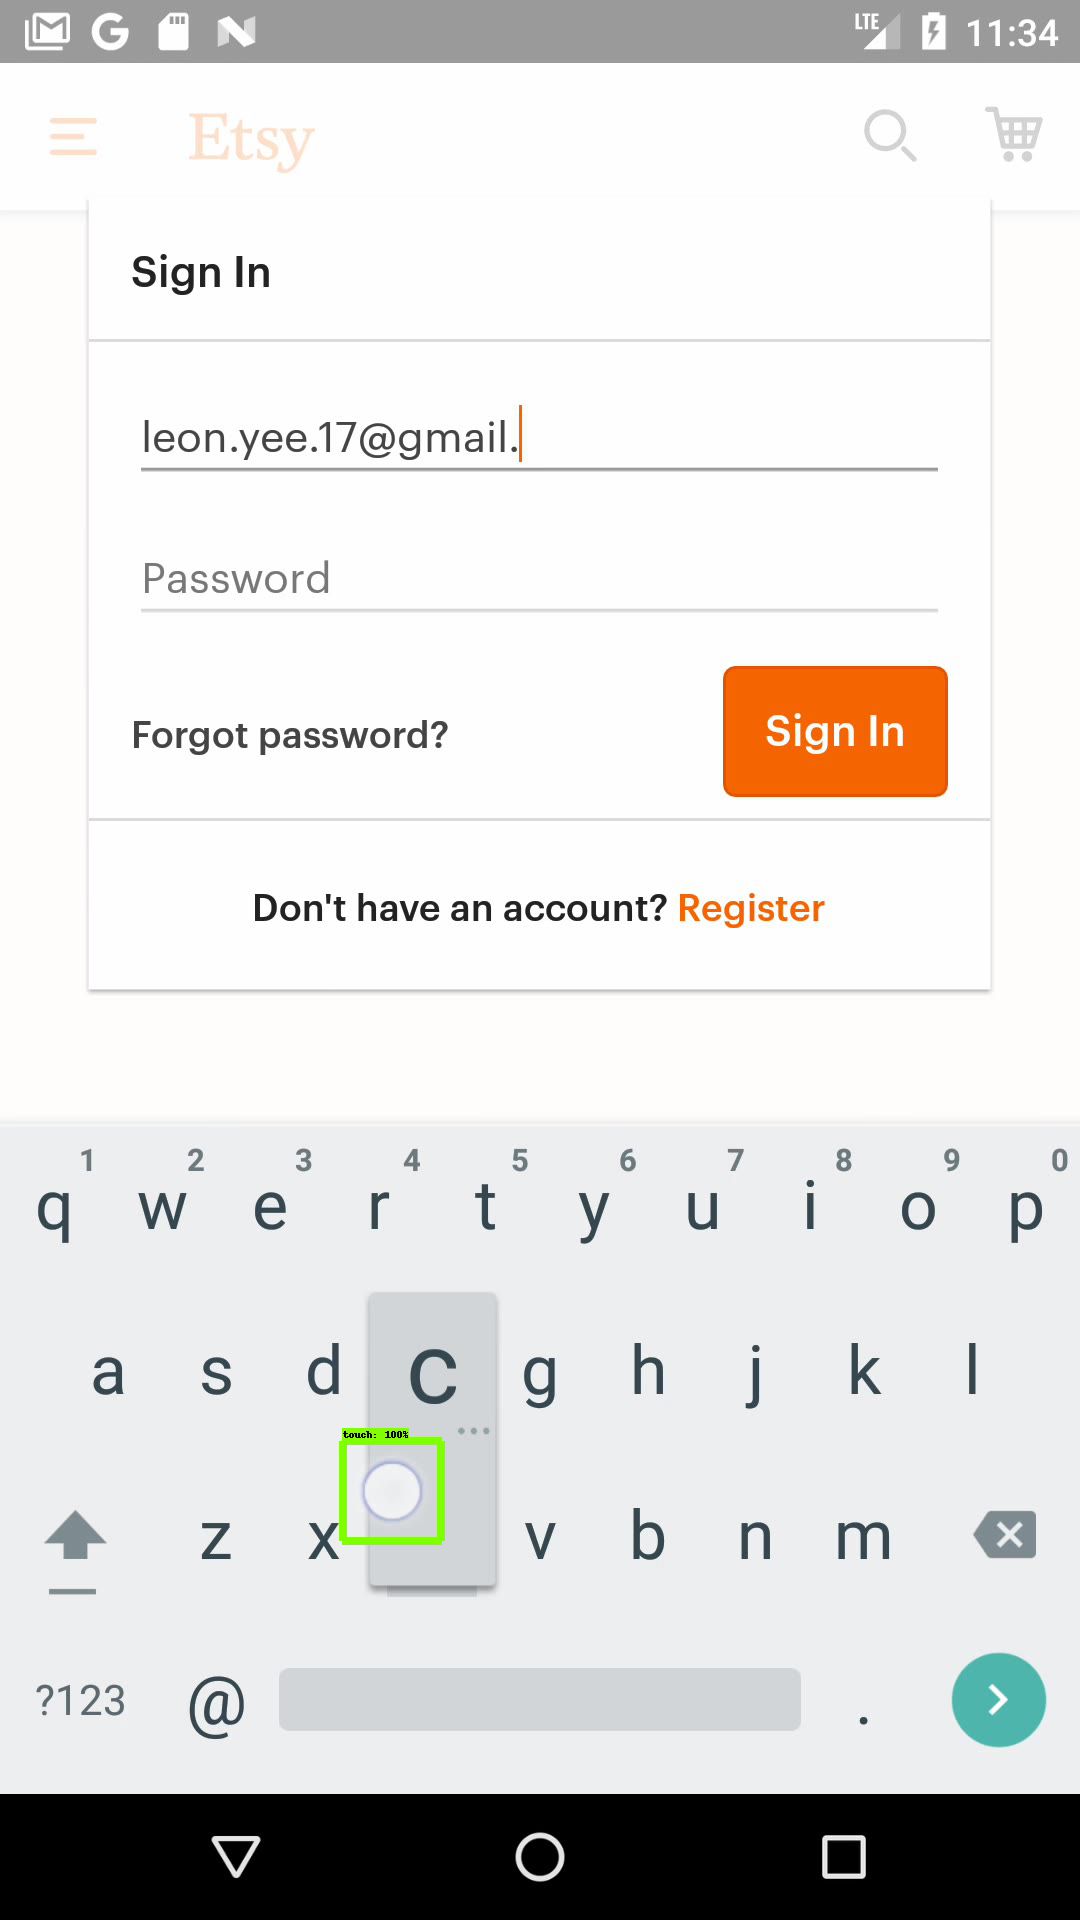 LTE 11:34
Etsy
Sign In
leon.yee.17@gmail.
Password
Forgot password? Sign In
Don't have an account? Register
1 2 3 4 5 6 7 8 9 0
q w e r t y u i o p
a s d c g h j k l
touch: 100%
z x v b n m
?123 @ .